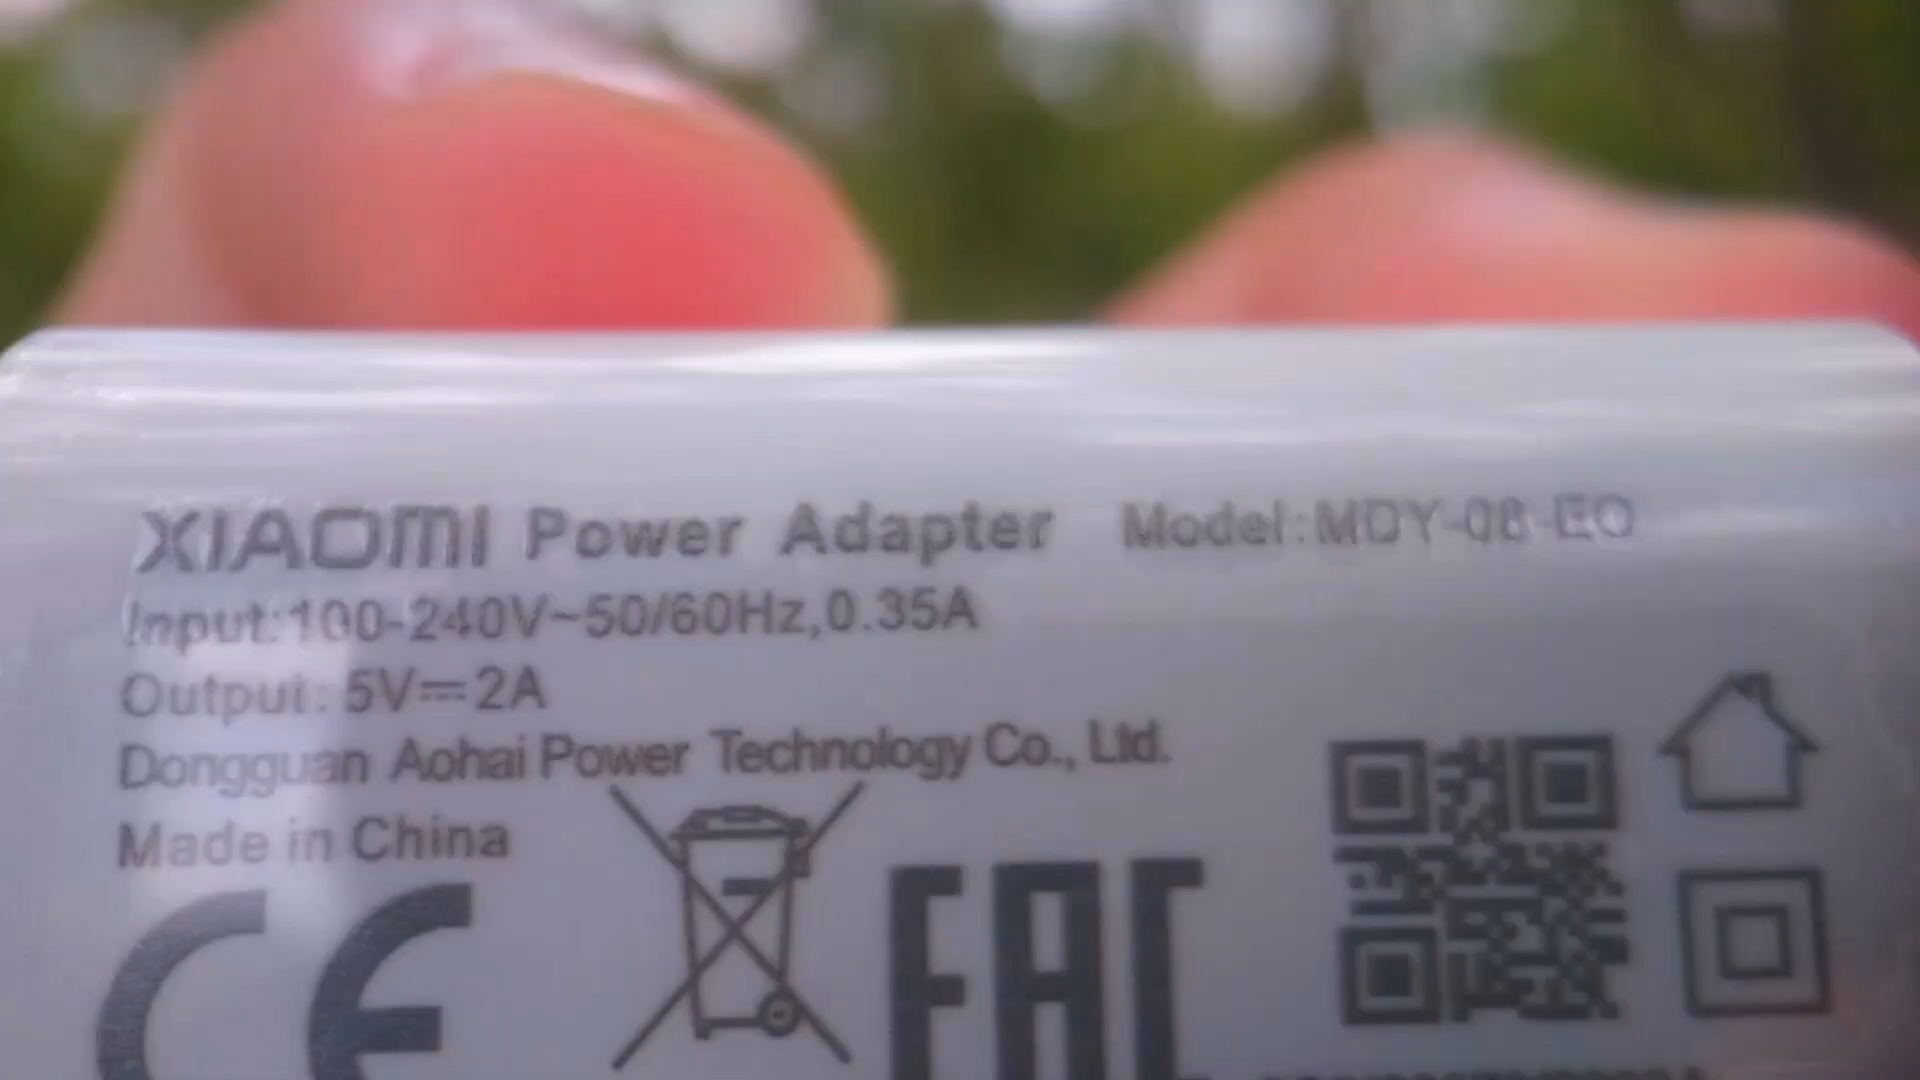 XIAOMI Power Adapter Model:MDY-08-EO
Input:100-240V~50/60Hz,0.35A
Output: 5V⎓2A
Dongguan Aohai Power Technology Co., Ltd.
Made in China
CE
EAC